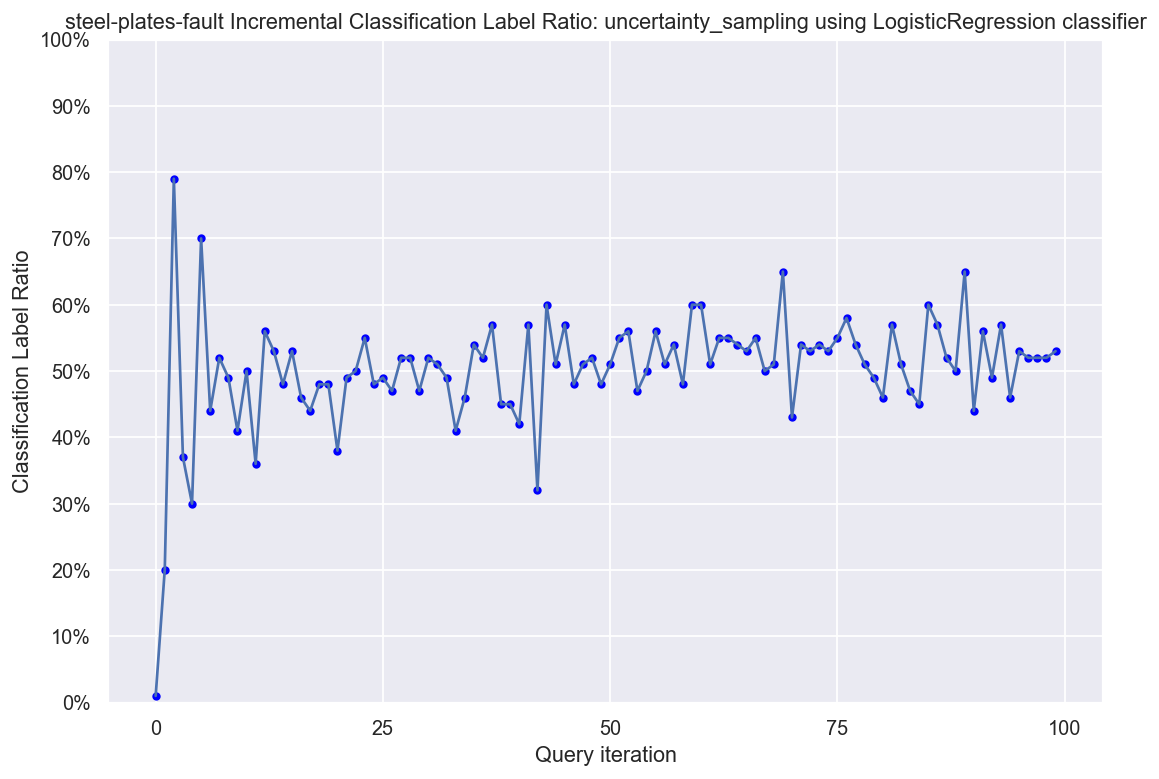 steel-plates-fault Incremental Classification Label Ratio: uncertainty_sampling using LogisticRegression classifier
100%
90%
80%
70%
60%
50%
40%
30%
20%
10%
0%
Classification Label Ratio
0 25 50 75 100
Query iteration